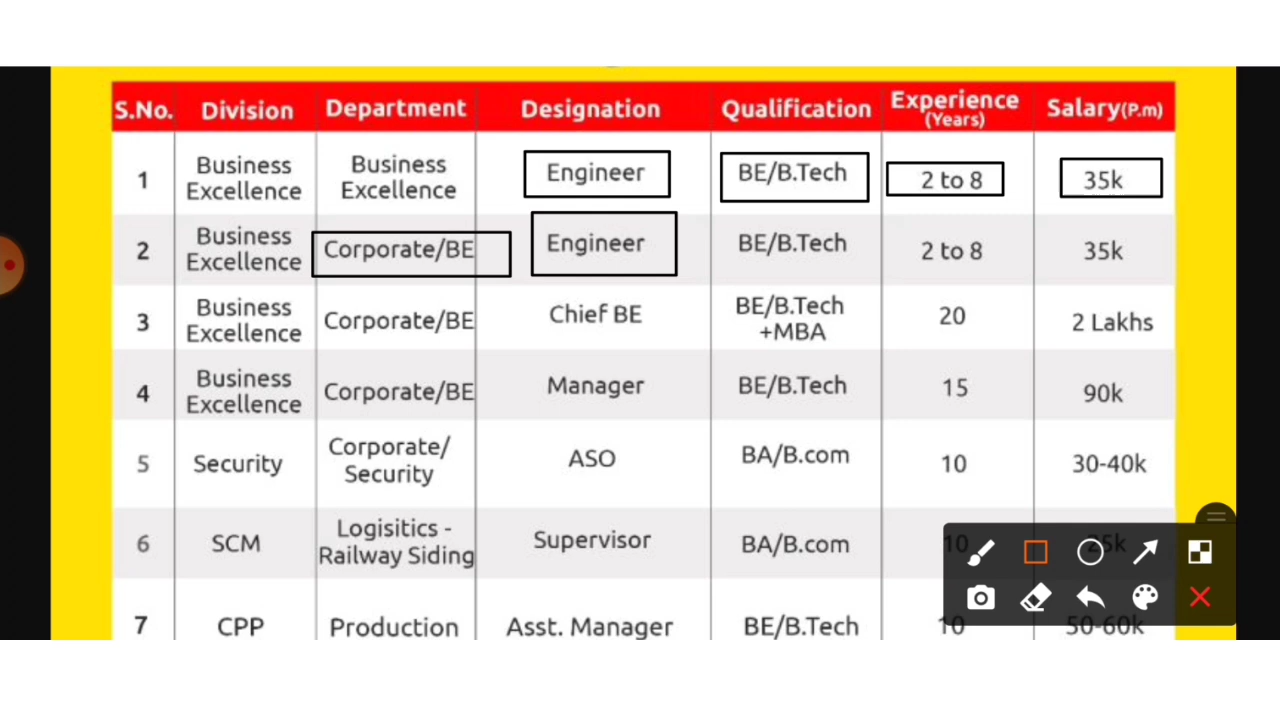 S.No. Division Department Designation Qualification Experience (Years) Salary(P.m)
1 Business Excellence Business Excellence Engineer BE/B.Tech 2 to 8 35k
2 Business Excellence Corporate/BE Engineer BE/B.Tech 2 to 8 35k
3 Business Excellence Corporate/BE Chief BE BE/B.Tech +MBA 20 2 Lakhs
4 Business Excellence Corporate/BE Manager BE/B.Tech 15 90k
5 Security Corporate/ Security ASO BA/B.com 10 30-40k
6 SCM Logisitics - Railway Siding Supervisor BA/B.com 10 25k
7 CPP Production Asst. Manager BE/B.Tech 10 50-60k